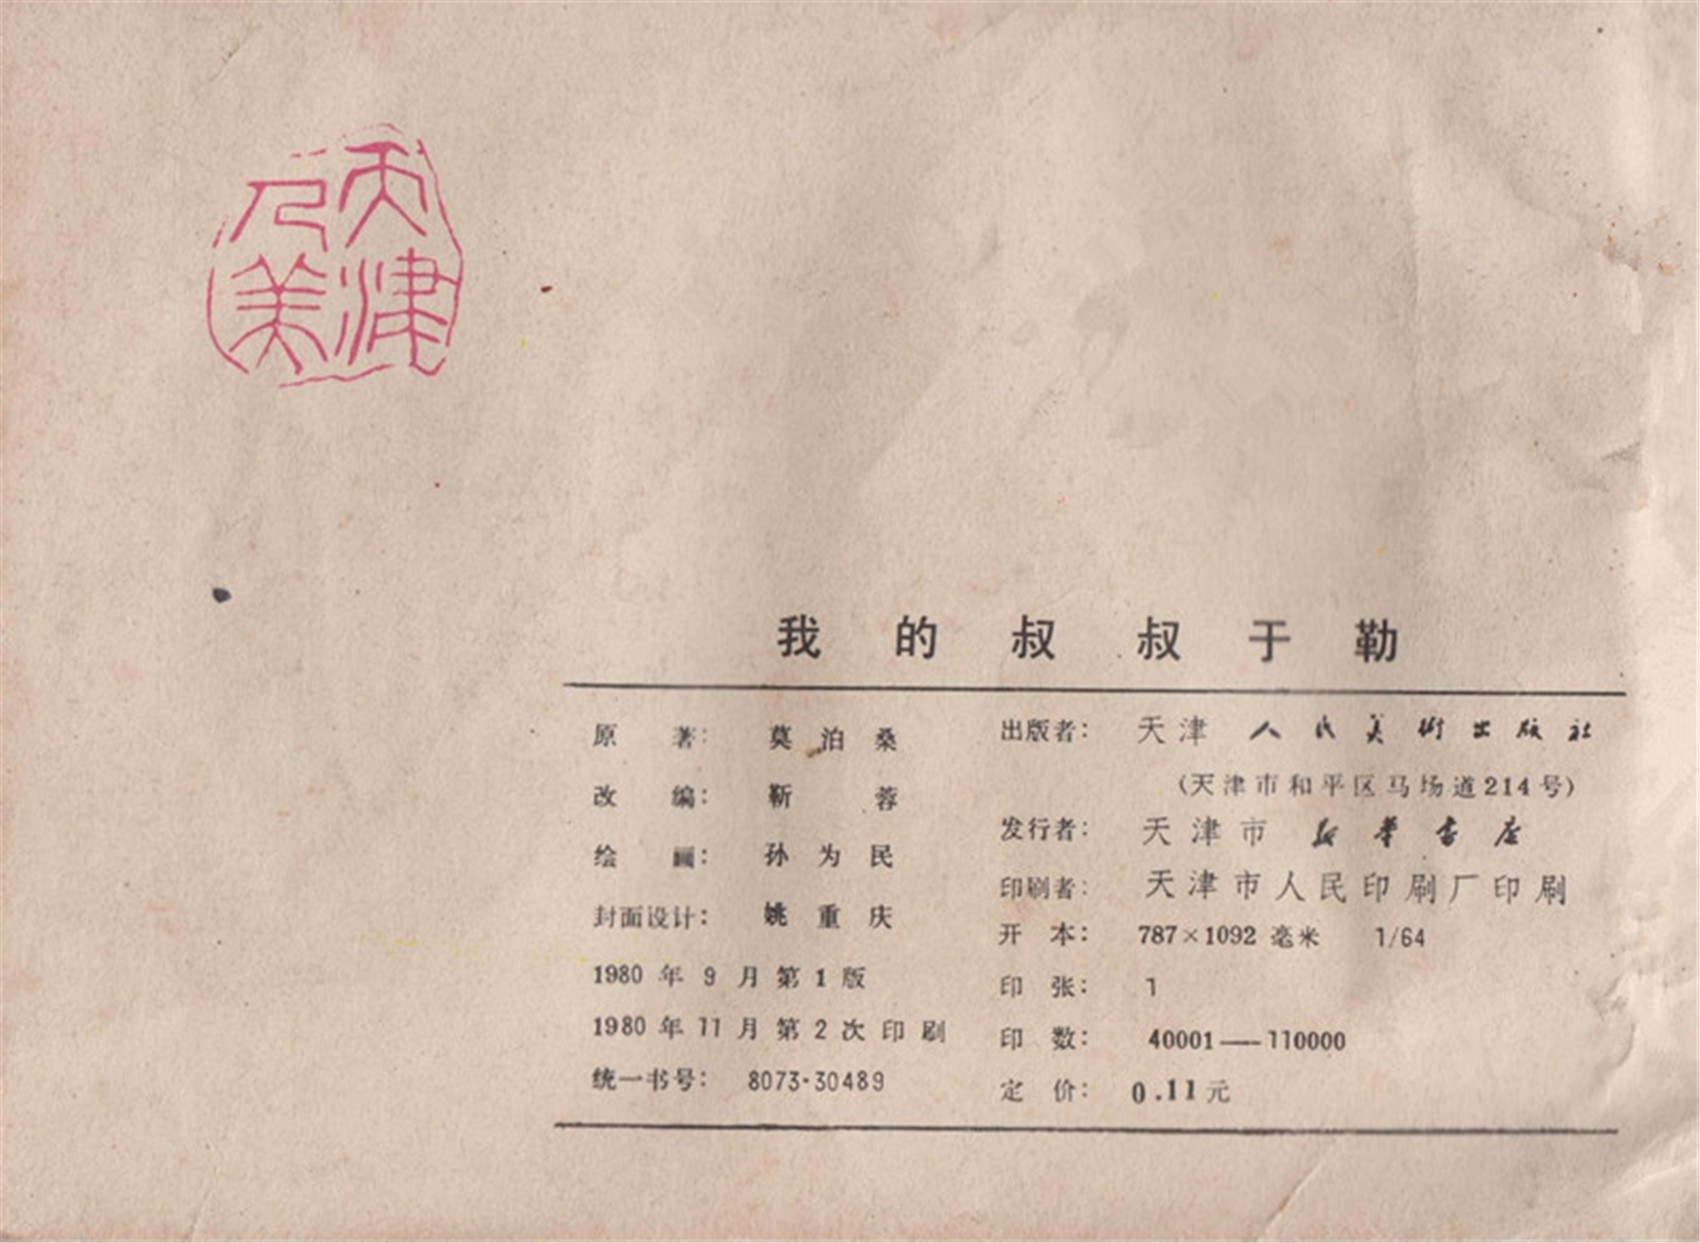 天津
人美
我的叔叔于勒
原著：莫泊桑
改编：靳蓉
绘画：孙为民
封面设计：姚重庆
1980年9月第1版
1980年11月第2次印刷
统一书号：8073·30489
出版者：天津人民美术出版社
（天津市和平区马场道214号）
发行者：天津市新华书店
印刷者：天津市人民印刷厂印刷
开本：787×1092毫米 1/64
印张：1
印数：40001—110000
定价：0.11元